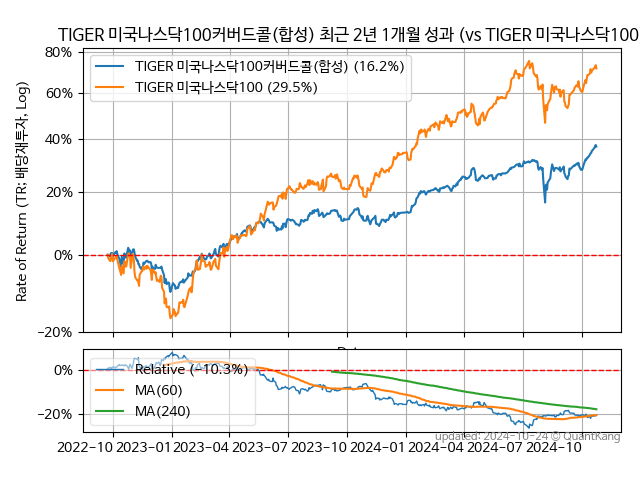 TIGER 미국나스닥100커버드콜(합성) 최근 2년 1개월 성과 (vs TIGER 미국나스닥100
80%
60%
40%
20%
0%
−20%
Rate of Return (TR: 배당재투자, Log)
TIGER 미국나스닥100커버드콜(합성) (16.2%)
TIGER 미국나스닥100 (29.5%)
0%
−20%
Relative (−10.3%)
MA(60)
MA(240)
updated: 2024-10-24 © QuantKang
2022−10 2023−01 2023−04 2023−07 2023−10 2024−01 2024−04 2024−07 2024−10